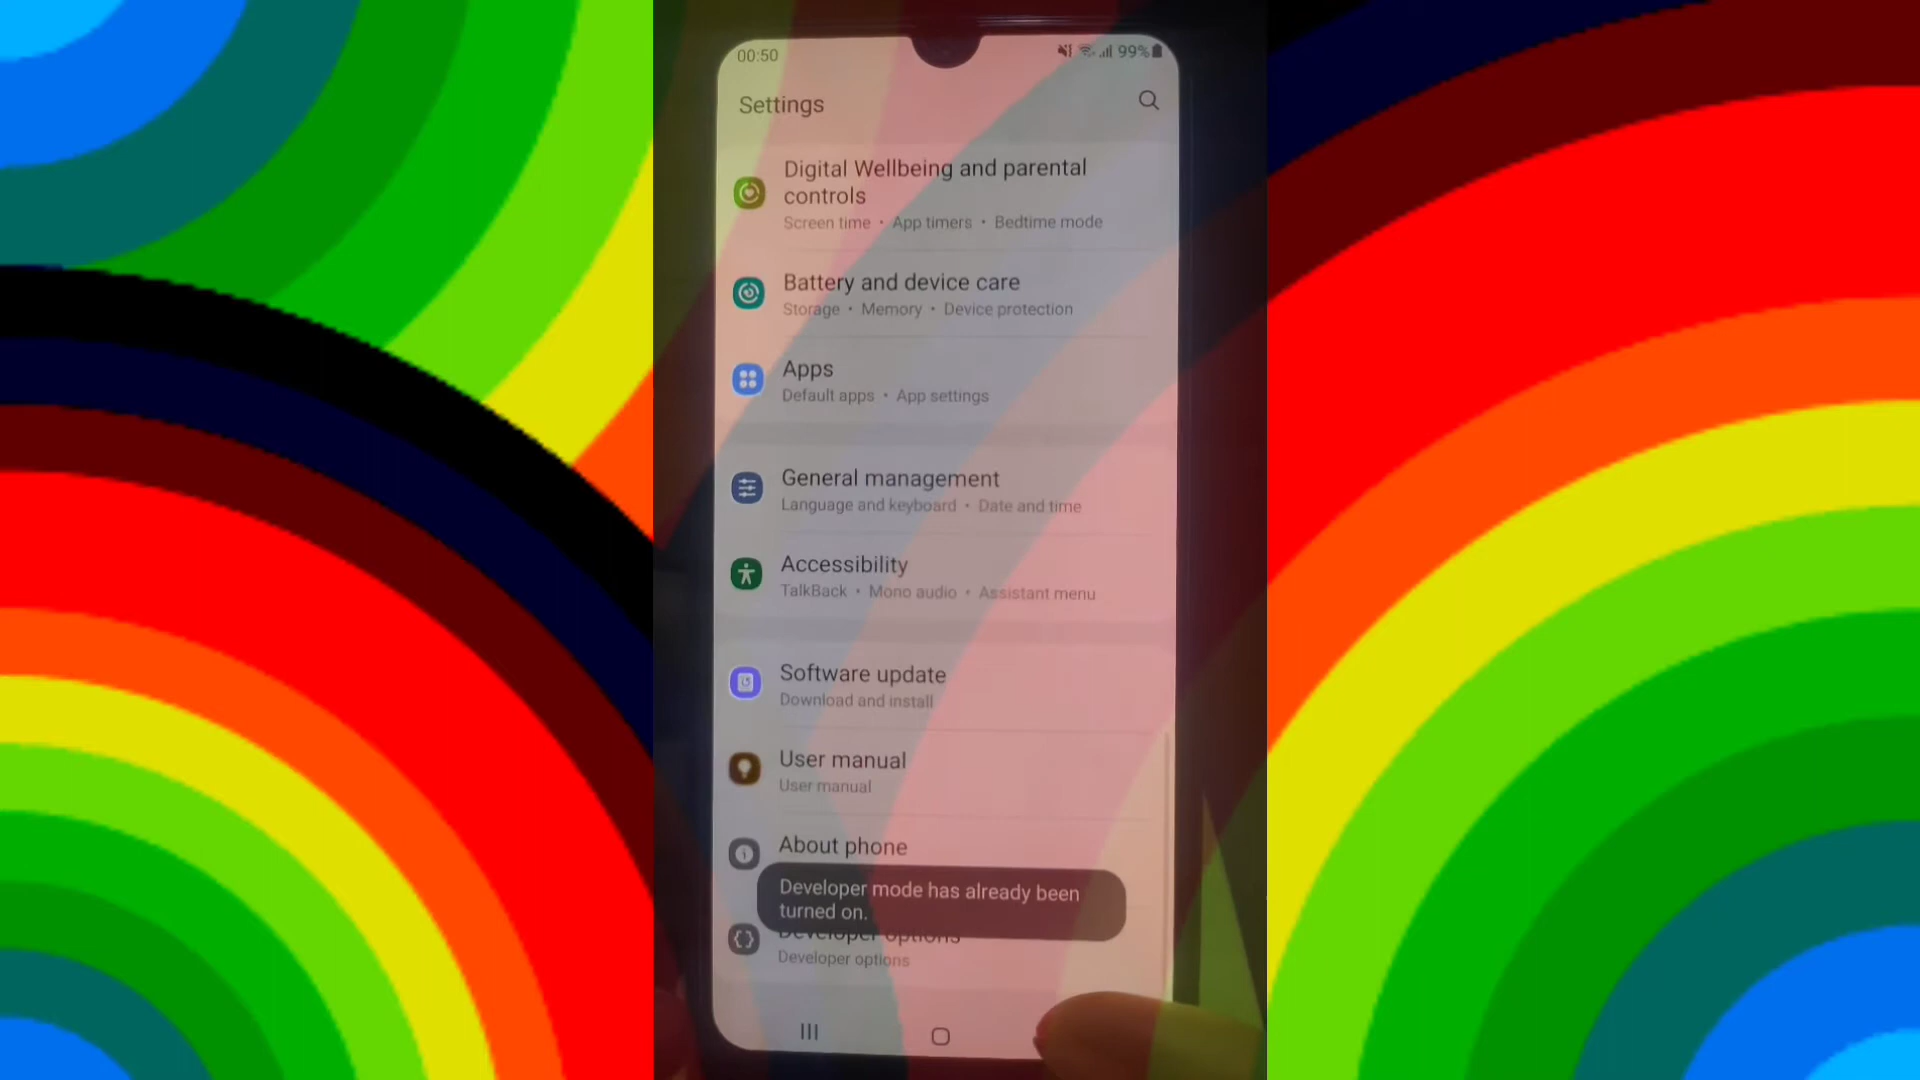 00:50
99%
Settings
Digital Wellbeing and parental
controls
Screen time • App timers • Bedtime mode
Battery and device care
Storage • Memory • Device protection
Apps
Default apps • App settings
General management
Language and keyboard • Date and time
Accessibility
TalkBack • Mono audio • Assistant menu
Software update
Download and install
User manual
User manual
About phone
Developer mode has already been
turned on.
Developer options
Developer options